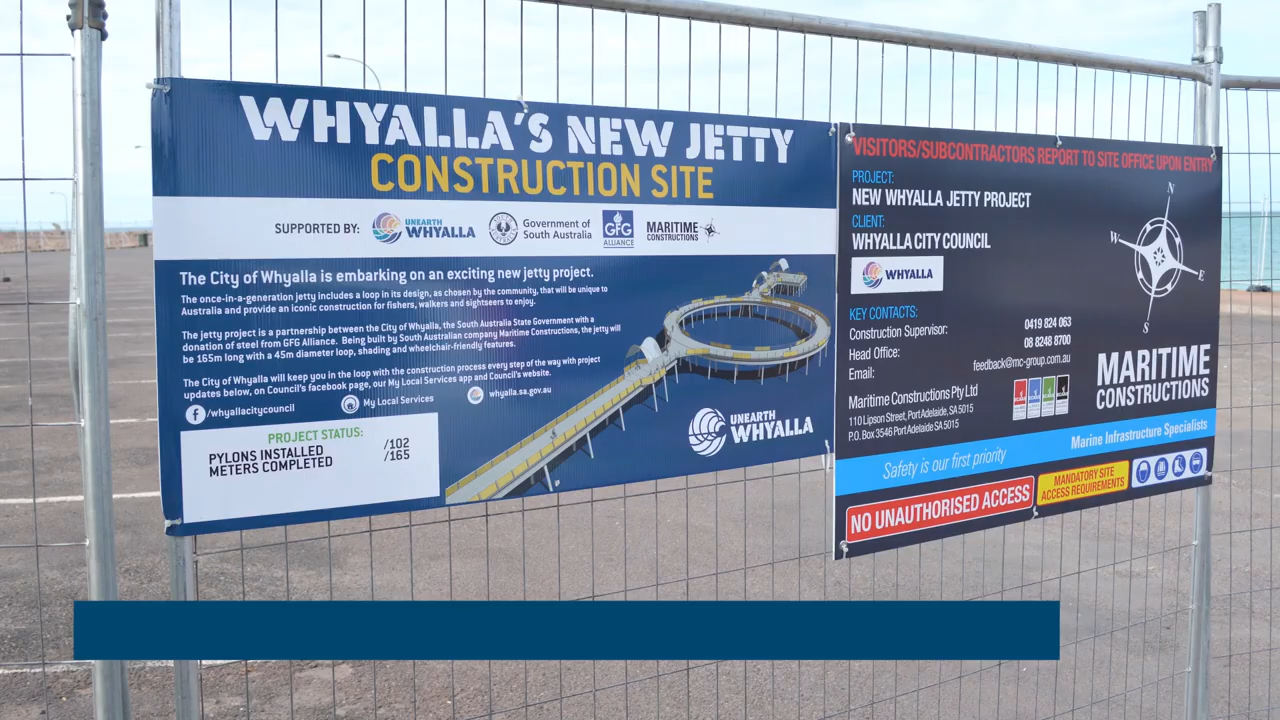 WHYALLA'S NEW JETTY
CONSTRUCTION SITE
SUPPORTED BY:
UNEARTH
WHYALLA
Government of
South Australia
GFG
ALLIANCE
MARITIME
CONSTRUCTIONS
The City of Whyalla is embarking on an exciting new jetty project.
The once-in-a-generation jetty includes a loop in its design, as chosen by the community, that will be unique to
Australia and provide an iconic construction for fishers, walkers and sightseers to enjoy.
The jetty project is a partnership between the City of Whyalla, the South Australia State Government with a
donation of steel from GFG Alliance. Being built by South Australian company Maritime Constructions, the jetty will
be 165m long with a 45m diameter loop, shading and wheelchair-friendly features.
The City of Whyalla will keep you in the loop with the construction process every step of the way with project
updates below, on Council's facebook page, our My Local Services app and Council's website.
f /whyallacitycouncil
My Local Services
whyalla.sa.gov.au
PROJECT STATUS:
PYLONS INSTALLED /102
METERS COMPLETED /165
UNEARTH
WHYALLA
VISITORS/SUBCONTRACTORS REPORT TO SITE OFFICE UPON ENTRY
PROJECT:
NEW WHYALLA JETTY PROJECT
CLIENT:
WHYALLA CITY COUNCIL
WHYALLA
N
W
E
S
KEY CONTACTS:
Construction Supervisor: 0419 824 063
Head Office: 08 8248 8700
Email: feedback@mc-group.com.au
Maritime Constructions Pty Ltd
110 Lipson Street, Port Adelaide, SA 5015
P.O. Box 3546 Port Adelaide SA 5015
MARITIME
CONSTRUCTIONS
Safety is our first priority
Marine Infrastructure Specialists
NO UNAUTHORISED ACCESS
MANDATORY SITE
ACCESS REQUIREMENTS